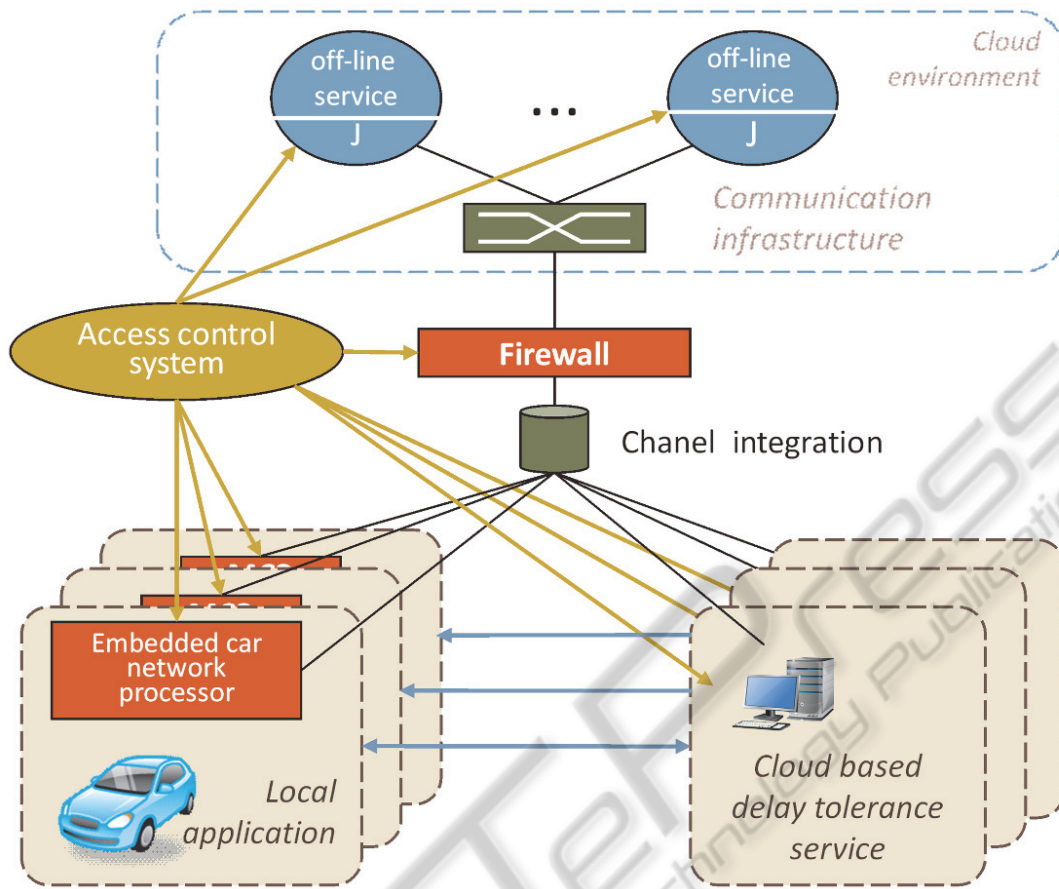 off-line
service
J
...
off-line
service
J
Cloud
environment
Communication
infrastructure
Access control
system
Firewall
Chanel integration
Embedded car
network
processor
Local
application
Cloud based
delay tolerance
service